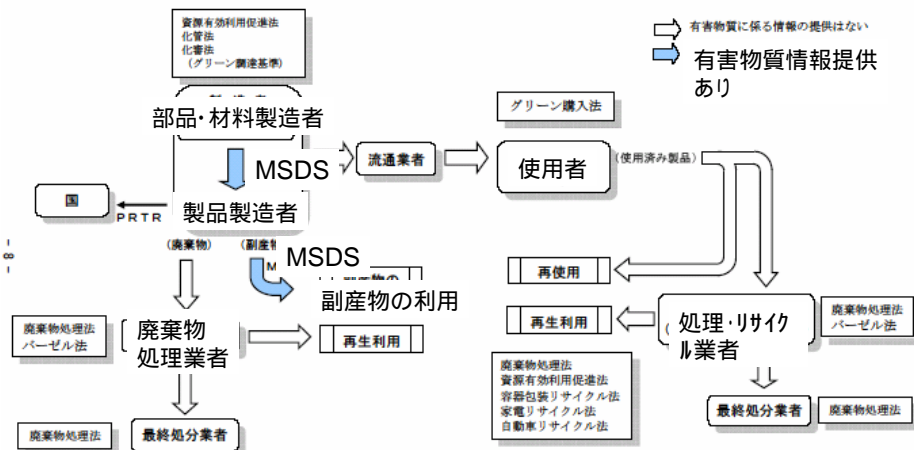 資源有効利用促進法
化管法
化審法
(グリーン調達基準)
有害物質に係る情報の提供はない
有害物質情報提供
あり
部品・材料製造者
グリーン購入法
MSDS
流通業者
使用者
(使用済み製品)
国
PRTR
製品製造者
(廃棄物)
(副産物
MSDS
- 8 -
再使用
副産物の利用
廃棄物処理法
バーゼル法
廃棄物
処理業者
再生利用
再生利用
処理・リサイク
ル業者
廃棄物処理法
バーゼル法
廃棄物処理法
資源有効利用促進法
容器包装リサイクル法
家電リサイクル法
自動車リサイクル法
廃棄物処理法
最終処分業者
最終処分業者
廃棄物処理法